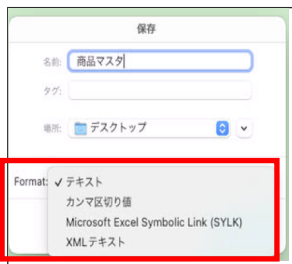 保存
名前: 商品マスタ
タグ:
場所: デスクトップ
Format: ✓ テキスト
カンマ区切り値
Microsoft Excel Symbolic Link (SYLK)
XMLテキスト